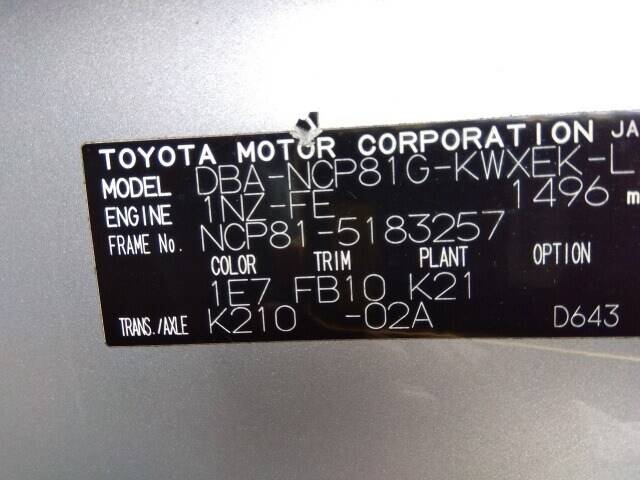 TOYOTA MOTOR CORPORATION JA
MODEL DBA-NCP81G-KWXEK-L
ENGINE 1NZ-FE 1496 m
FRAME No. NCP81-5183257
COLOR TRIM PLANT OPTION
1E7 FB10 K21
TRANS./AXLE K210 -02A D643